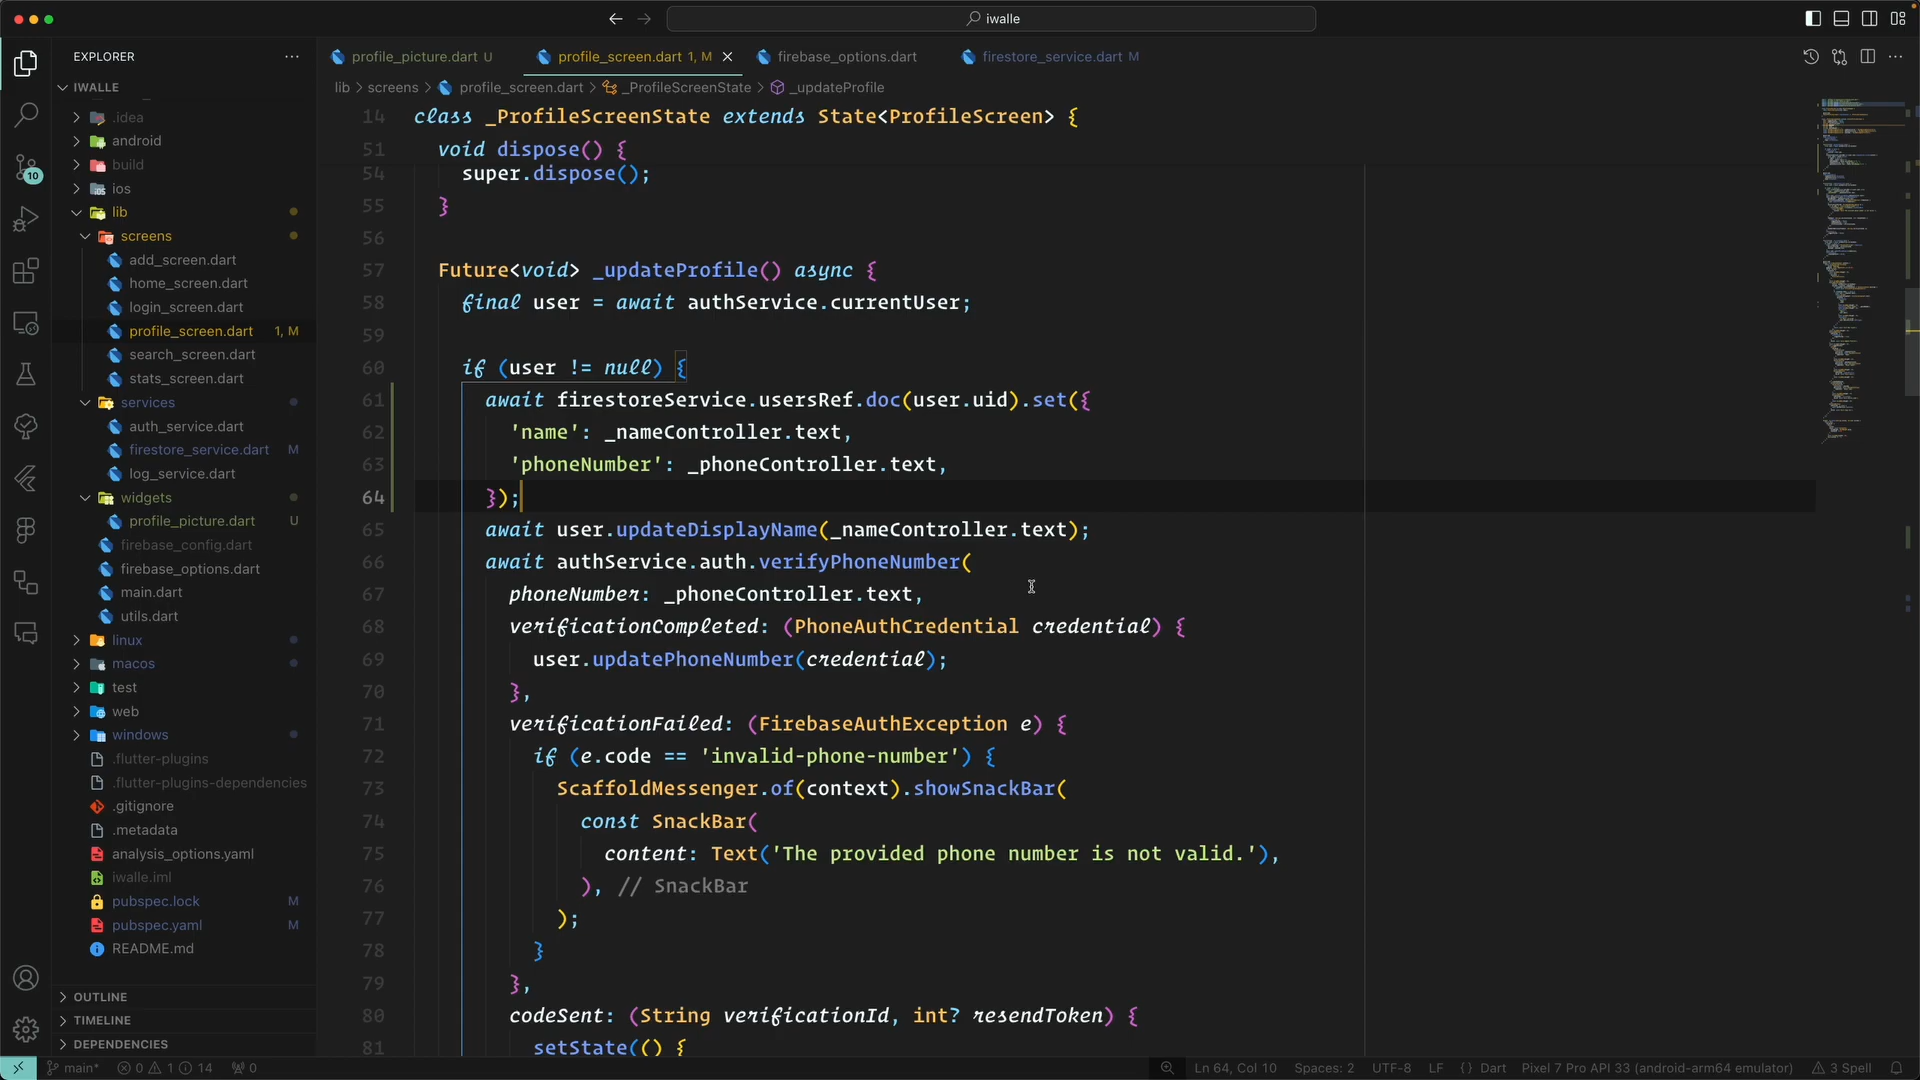 iwalle
EXPLORER
IWALLE
.idea
android
build
ios
lib
screens
add_screen.dart
home_screen.dart
login_screen.dart
profile_screen.dart 1, M
search_screen.dart
stats_screen.dart
services
auth_service.dart
firestore_service.dart M
log_service.dart
widgets
profile_picture.dart U
firebase_config.dart
firebase_options.dart
main.dart
utils.dart
linux
macos
test
web
windows
.flutter-plugins
.flutter-plugins-dependencies
.gitignore
.metadata
analysis_options.yaml
iwalle.iml
pubspec.lock M
pubspec.yaml M
README.md
OUTLINE
TIMELINE
DEPENDENCIES
10
profile_picture.dart U
profile_screen.dart 1, M
firebase_options.dart
firestore_service.dart M
lib > screens > profile_screen.dart > _ProfileScreenState > _updateProfile
14 class _ProfileScreenState extends State<ProfileScreen> {
51 void dispose() {
54 super.dispose();
55 }
56
57 Future<void> _updateProfile() async {
58 final user = await authService.currentUser;
59
60 if (user != null) {
61 await firestoreService.usersRef.doc(user.uid).set({
62 'name': _nameController.text,
63 'phoneNumber': _phoneController.text,
64 });
65 await user.updateDisplayName(_nameController.text);
66 await authService.auth.verifyPhoneNumber(
67 phoneNumber: _phoneController.text,
68 verificationCompleted: (PhoneAuthCredential credential) {
69 user.updatePhoneNumber(credential);
70 },
71 verificationFailed: (FirebaseAuthException e) {
72 if (e.code == 'invalid-phone-number') {
73 ScaffoldMessenger.of(context).showSnackBar(
74 const SnackBar(
75 content: Text('The provided phone number is not valid.'),
76 ), // SnackBar
77 );
78 }
79 },
80 codeSent: (String verificationId, int? resendToken) {
81 setState(() {
main* 0 1 14 0
Ln 64, Col 10 Spaces: 2 UTF-8 LF {} Dart Pixel 7 Pro API 33 (android-arm64 emulator) 3 Spell